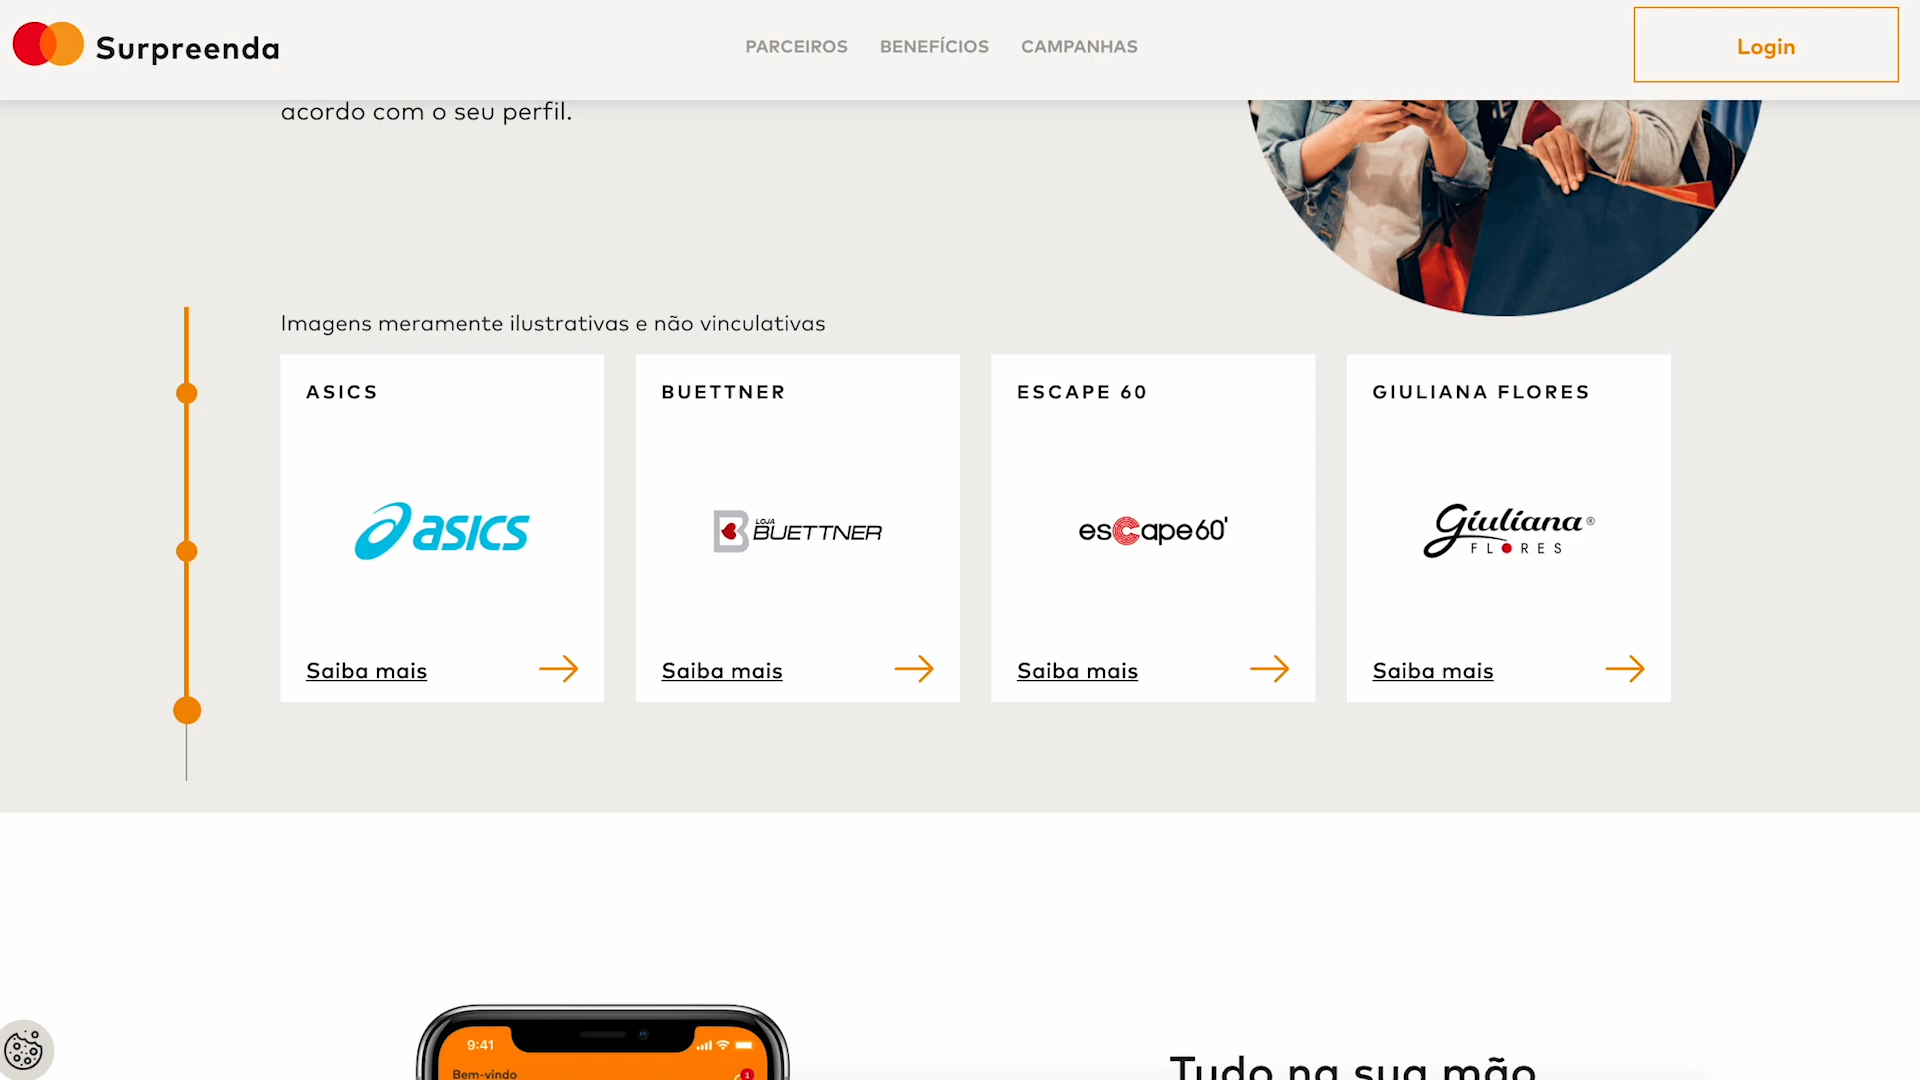 Surpreenda
PARCEIROS BENEFÍCIOS CAMPANHAS
Login
acordo com o seu perfil.
Imagens meramente ilustrativas e não vinculativas
ASICS
asics
Saiba mais
BUETTNER
LOJA
BUETTNER
Saiba mais
ESCAPE 60
escape60'
Saiba mais
GIULIANA FLORES
Giuliana®
FLORES
Saiba mais
9:41
Bem-vindo
1
Tudo na sua mão